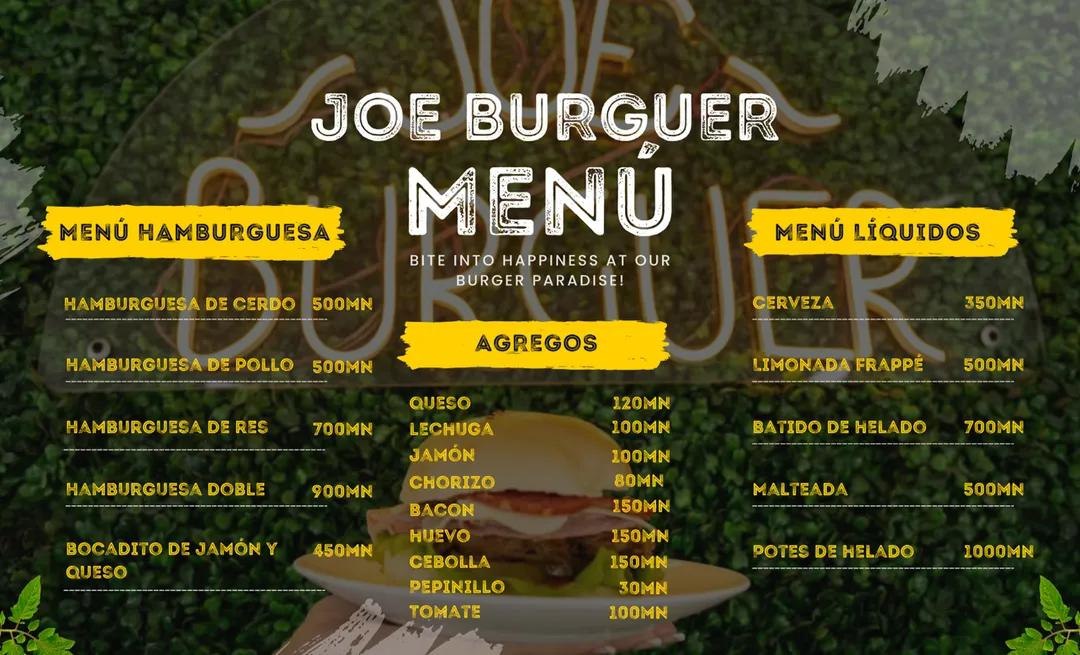 JOE BURGUER
MENÚ
BITE INTO HAPPINESS AT OUR
BURGER PARADISE!
MENÚ HAMBURGUESA
HAMBURGUESA DE CERDO 500MN
HAMBURGUESA DE POLLO 500MN
HAMBURGUESA DE RES 700MN
HAMBURGUESA DOBLE 900MN
BOCADITO DE JAMÓN Y 450MN
QUESO
AGREGOS
QUESO 120MN
LECHUGA 100MN
JAMÓN 100MN
CHORIZO 80MN
BACON 150MN
HUEVO 150MN
CEBOLLA 150MN
PEPINILLO 30MN
TOMATE 100MN
MENÚ LÍQUIDOS
CERVEZA 350MN
LIMONADA FRAPPÉ 500MN
BATIDO DE HELADO 700MN
MALTEADA 500MN
POTES DE HELADO 1000MN
JOE
BURGUER